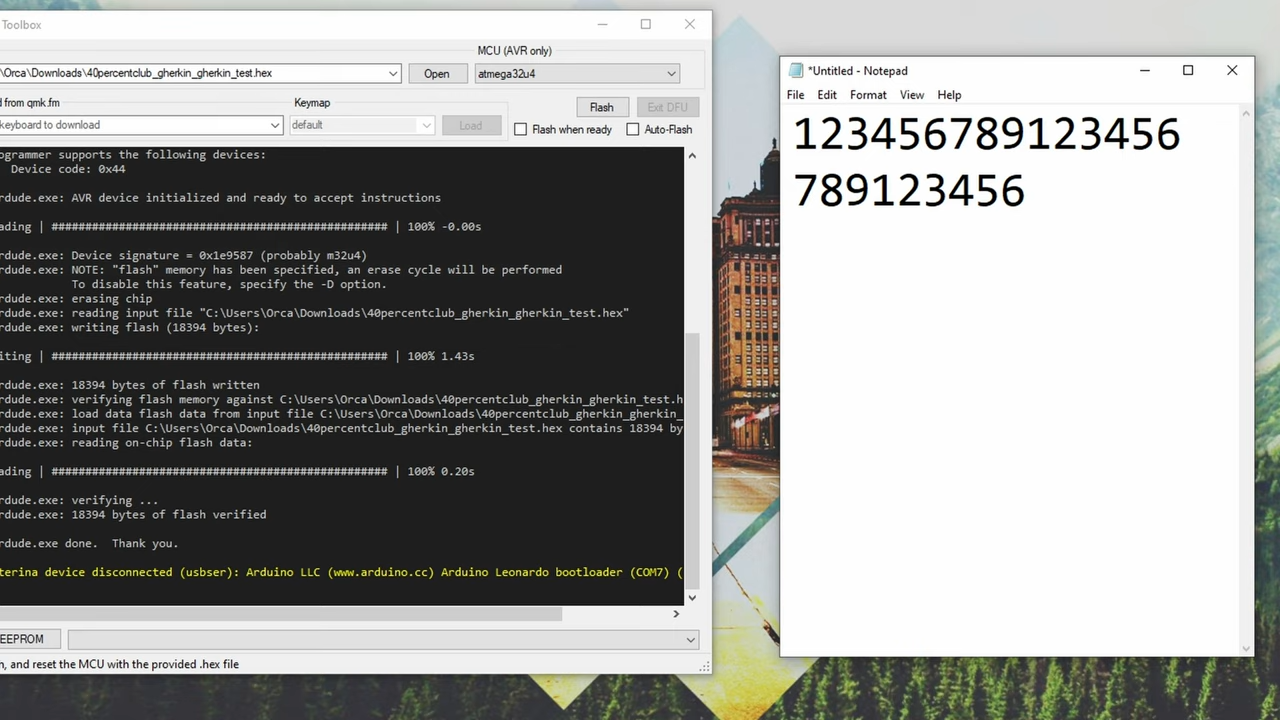 Toolbox
MCU (AVR only)
\Orca\Downloads\40percentclub_gherkin_gherkin_test.hex
Open
atmega32u4
d from qmk.fm
Keymap
Flash
Exit DFU
keyboard to download
default
Load
Flash when ready
Auto-Flash
ogrammer supports the following devices:
Device code: 0x44
rdude.exe: AVR device initialized and ready to accept instructions
ading | ################################################## | 100% -0.00s
rdude.exe: Device signature = 0x1e9587 (probably m32u4)
rdude.exe: NOTE: "flash" memory has been specified, an erase cycle will be performed
To disable this feature, specify the -D option.
rdude.exe: erasing chip
rdude.exe: reading input file "C:\Users\Orca\Downloads\40percentclub_gherkin_gherkin_test.hex"
rdude.exe: writing flash (18394 bytes):
iting | ################################################## | 100% 1.43s
rdude.exe: 18394 bytes of flash written
rdude.exe: verifying flash memory against C:\Users\Orca\Downloads\40percentclub_gherkin_gherkin_test.h
rdude.exe: load data flash data from input file C:\Users\Orca\Downloads\40percentclub_gherkin_gherkin_
rdude.exe: input file C:\Users\Orca\Downloads\40percentclub_gherkin_gherkin_test.hex contains 18394 by
rdude.exe: reading on-chip flash data:
ading | ################################################## | 100% 0.20s
rdude.exe: verifying ...
rdude.exe: 18394 bytes of flash verified
rdude.exe done.  Thank you.
terina device disconnected (usbser): Arduino LLC (www.arduino.cc) Arduino Leonardo bootloader (COM7) (
EEPROM
h, and reset the MCU with the provided .hex file
*Untitled - Notepad
File Edit Format View Help
123456789123456
789123456